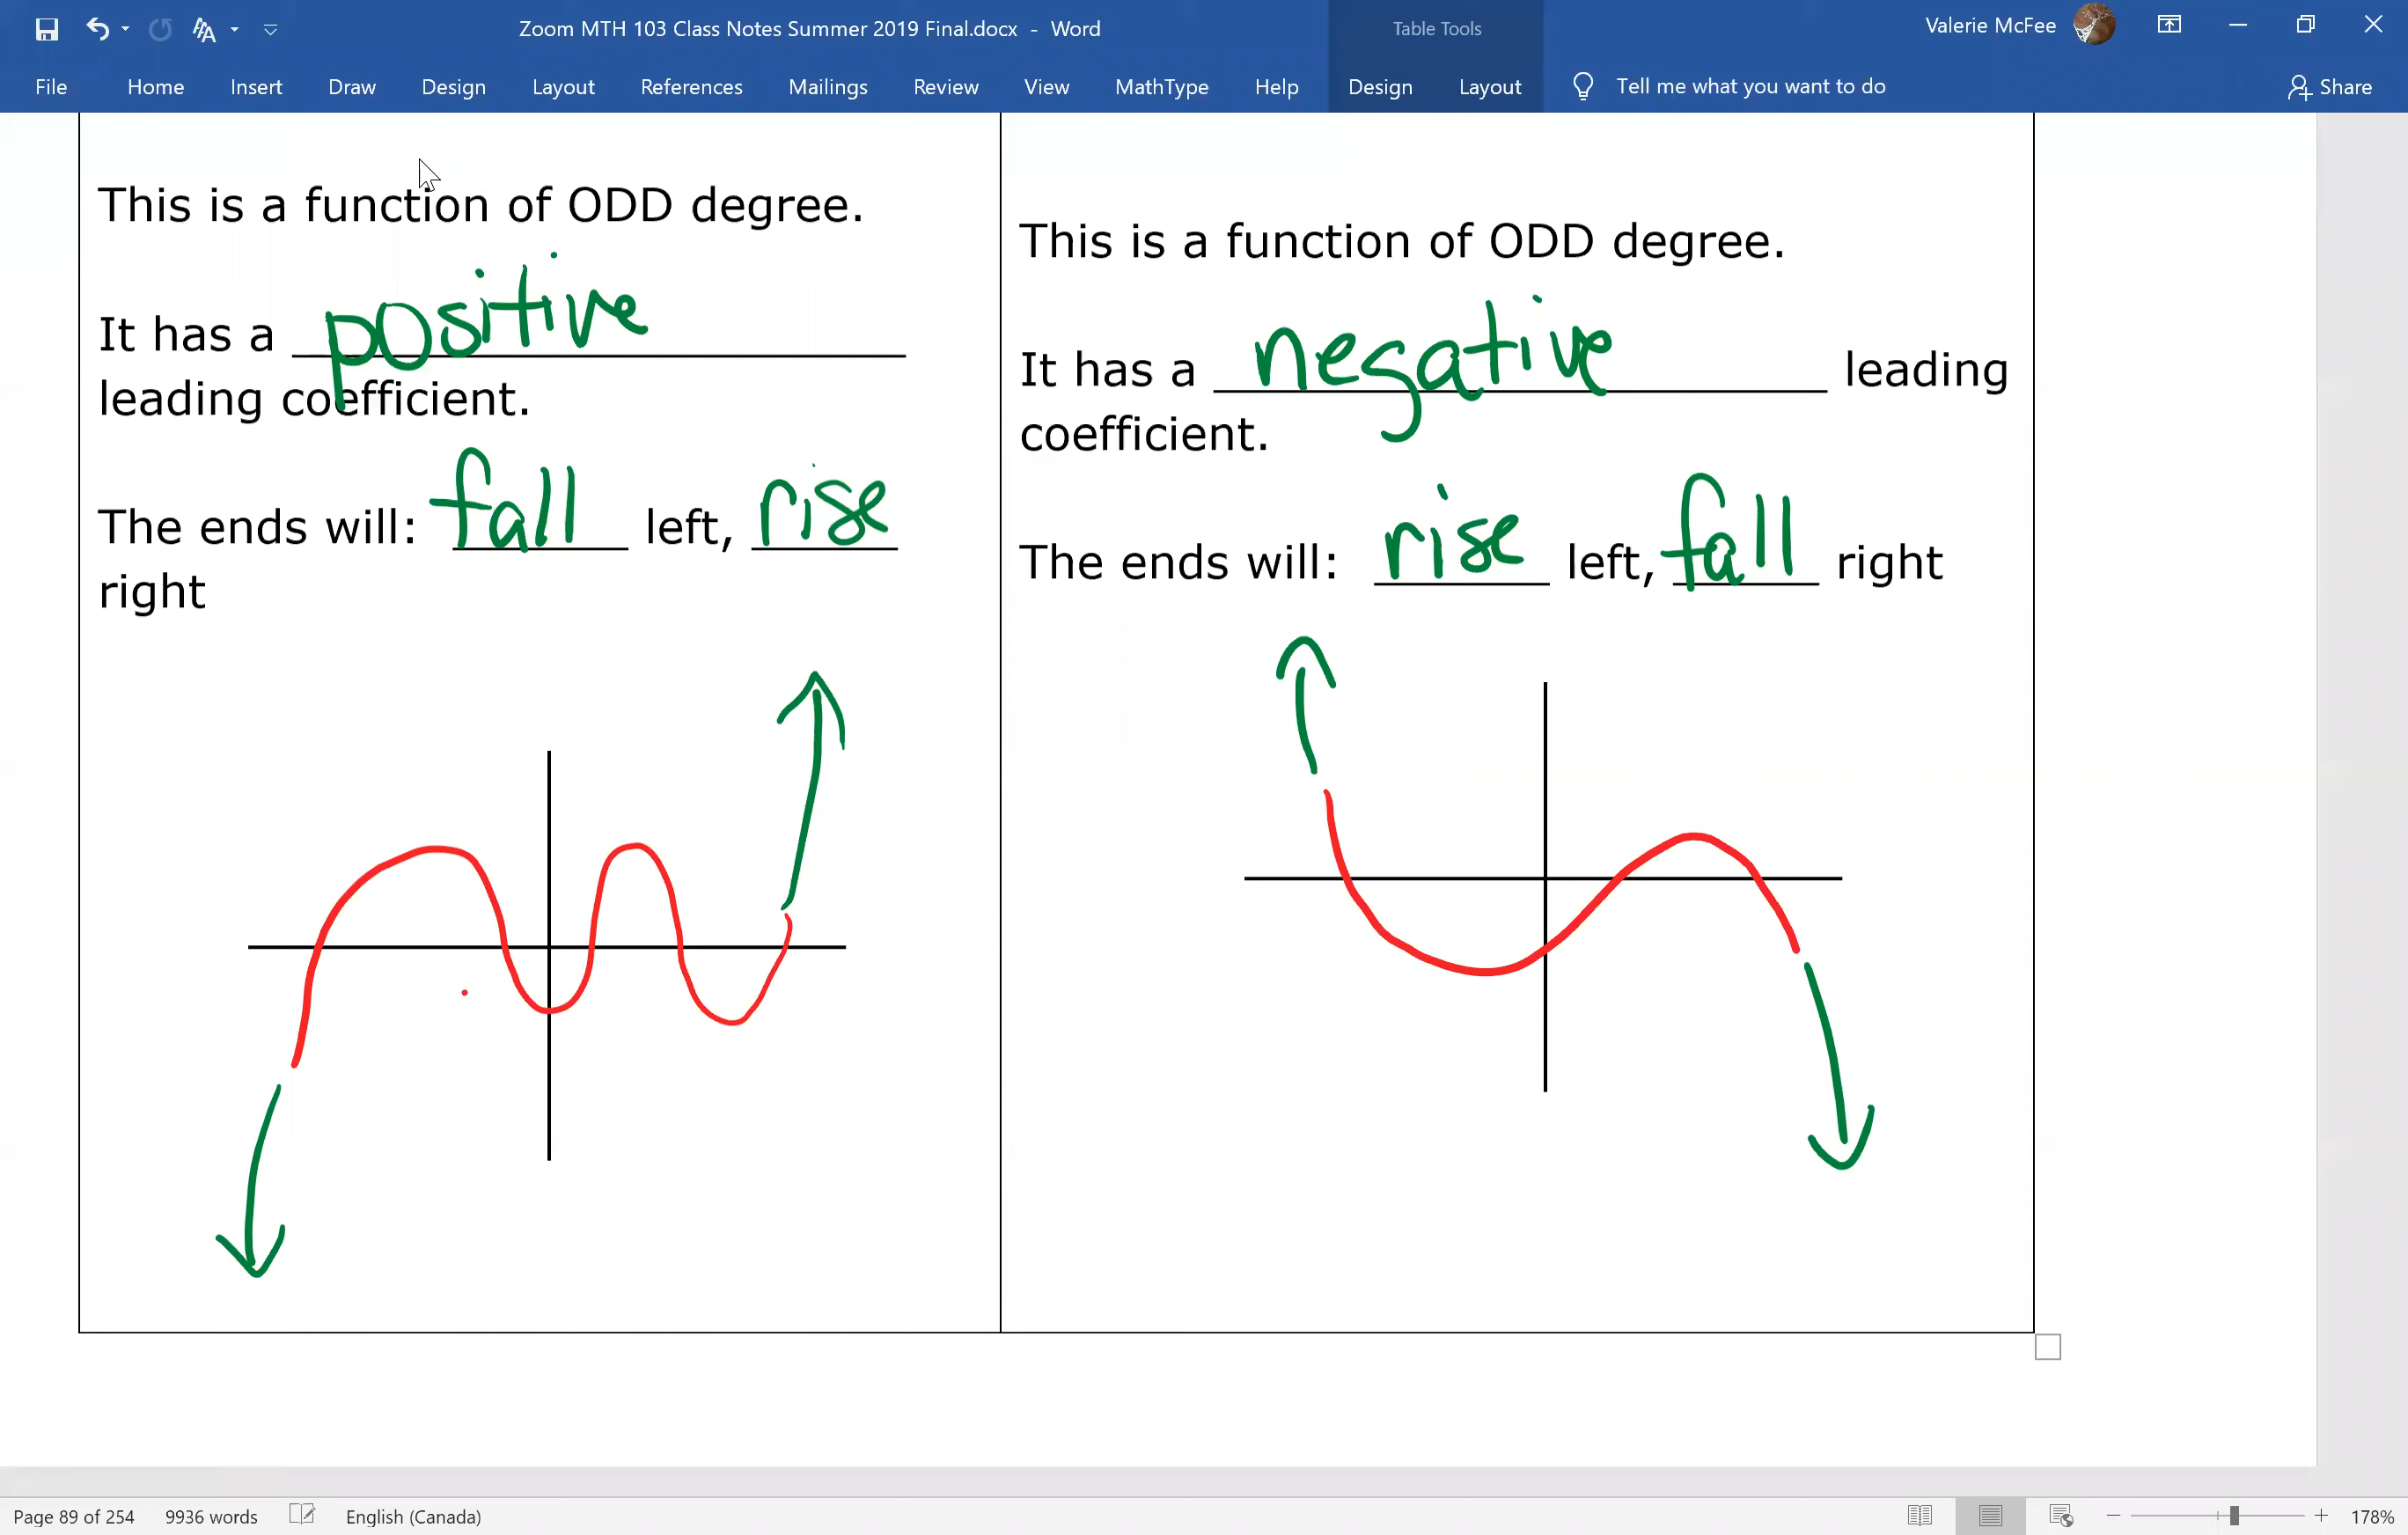 Zoom MTH 103 Class Notes Summer 2019 Final.docx - Word
Table Tools
Valerie McFee
File Home Insert Draw Design Layout References Mailings Review View MathType Help Design Layout Tell me what you want to do Share
This is a function of ODD degree.
It has a positive
leading coefficient.
The ends will: fall left, rise
right
This is a function of ODD degree.
It has a negative leading
coefficient.
The ends will: rise left, fall right
Page 89 of 254 9936 words English (Canada) 178%